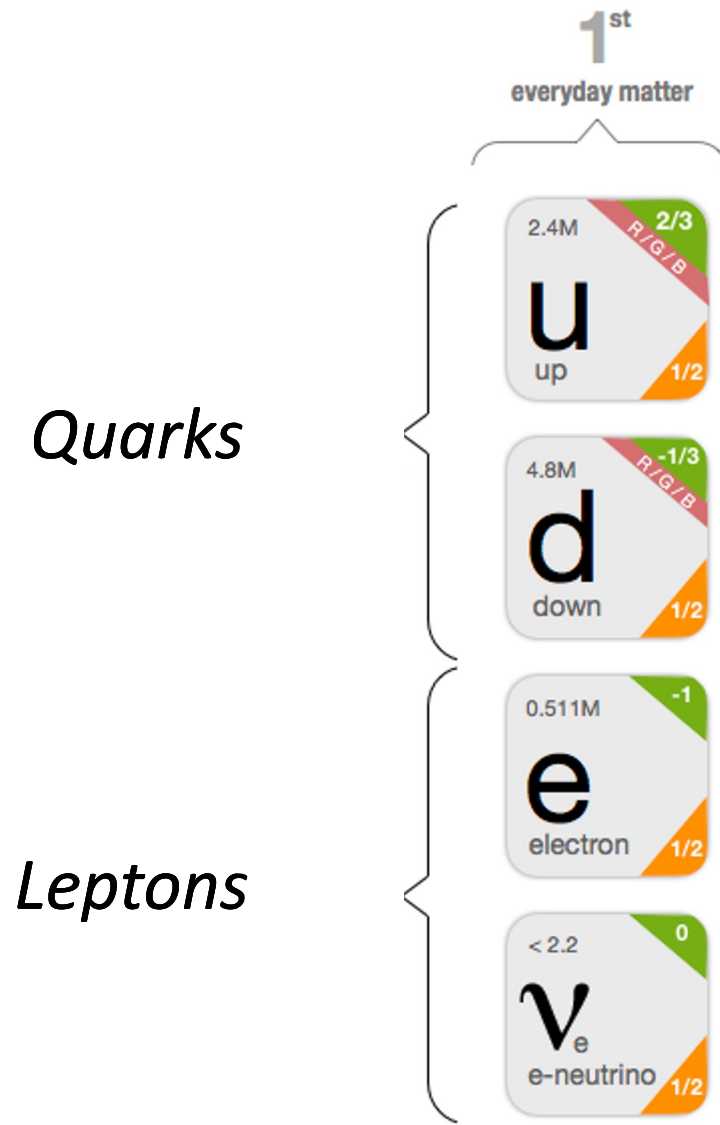 1st
everyday matter
Quarks
2.4M
2/3
R/G/B
u
up
1/2
4.8M
-1/3
R/G/B
d
down
1/2
Leptons
0.511M
-1
e
electron
1/2
< 2.2
0
νe
e-neutrino
1/2